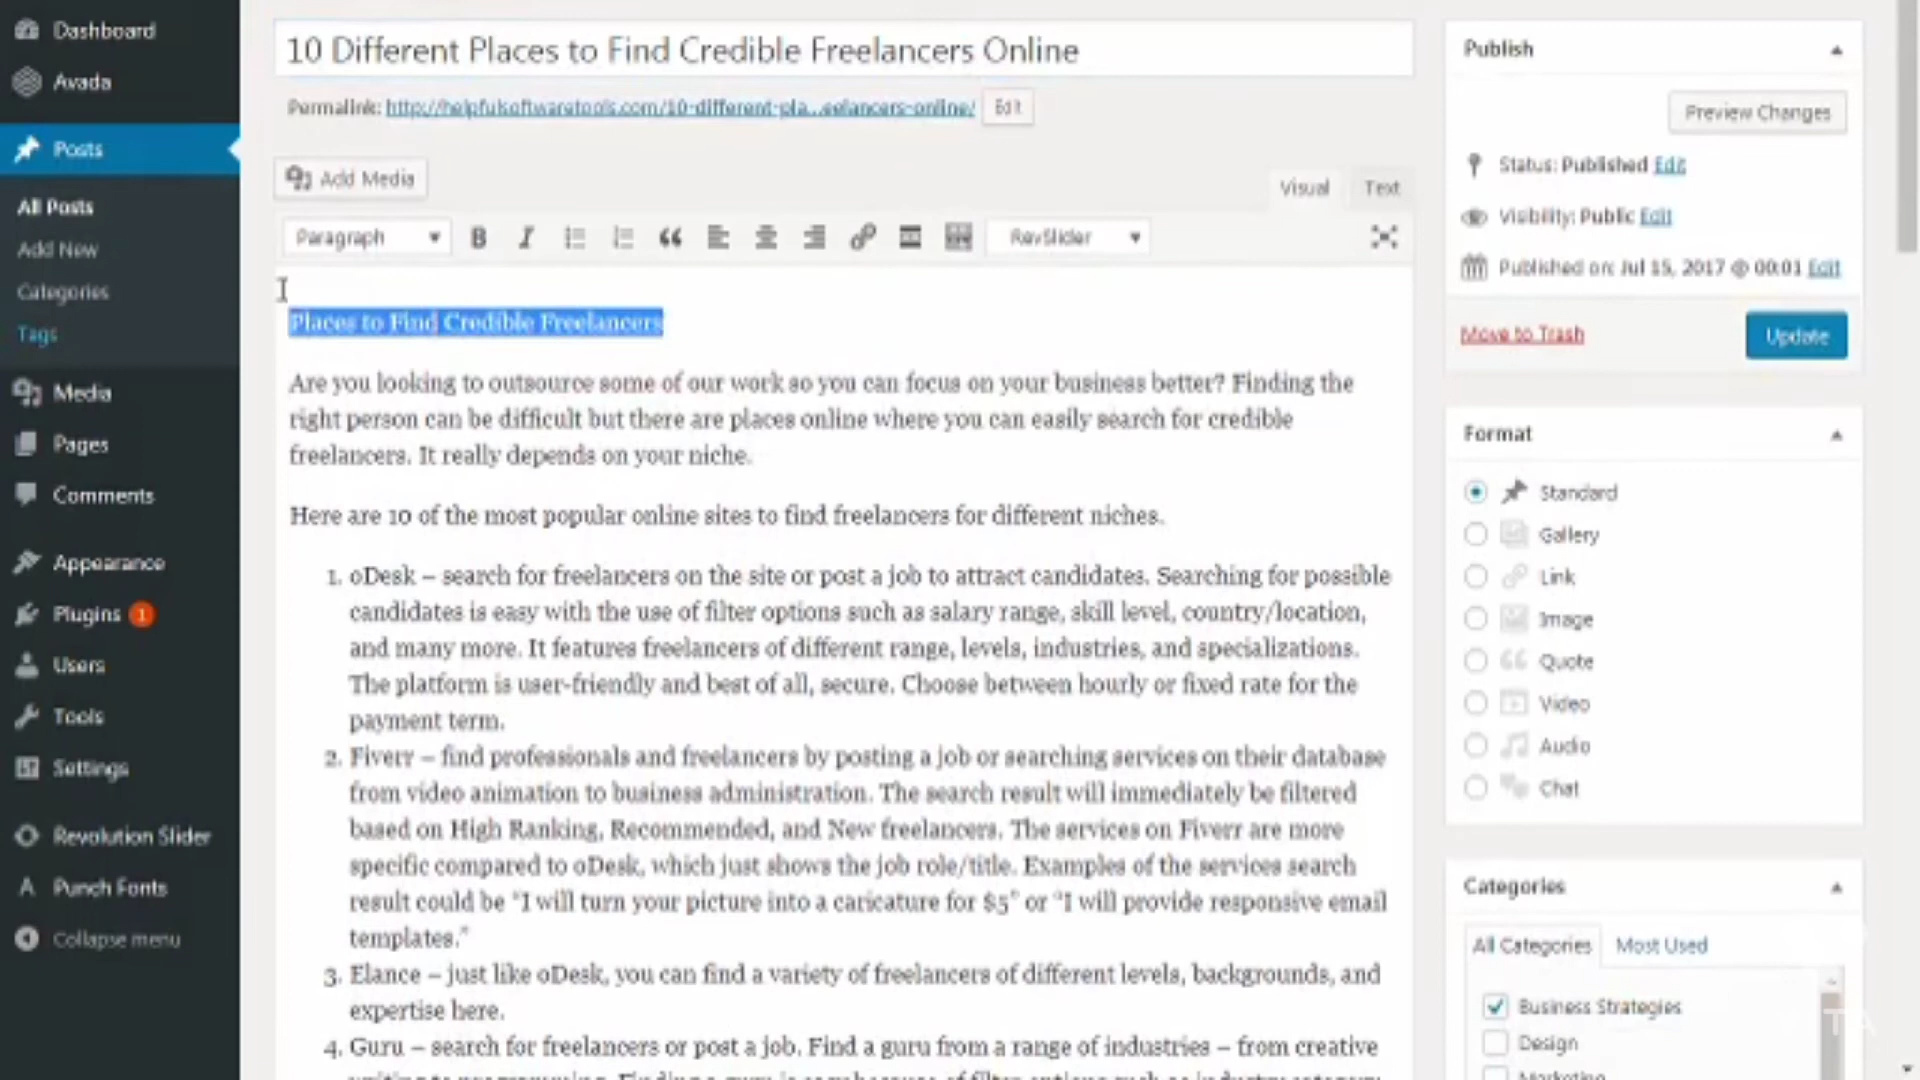 Dashboard
Avada
Posts
All Posts
Add New
Categories
Tags
Media
Pages
Comments
Appearance
Plugins 1
Users
Tools
Settings
Revolution Slider
Punch Fonts
Collapse menu
10 Different Places to Find Credible Freelancers Online
Permalink: http://helpfulsoftwaretools.com/10-different-pla...eelancers-online/ Edit
Add Media
Visual Text
Paragraph B I RevSlider
Places to Find Credible Freelancers
Are you looking to outsource some of our work so you can focus on your business better? Finding the
right person can be difficult but there are places online where you can easily search for credible
freelancers. It really depends on your niche.
Here are 10 of the most popular online sites to find freelancers for different niches.
1. oDesk – search for freelancers on the site or post a job to attract candidates. Searching for possible
candidates is easy with the use of filter options such as salary range, skill level, country/location,
and many more. It features freelancers of different range, levels, industries, and specializations.
The platform is user-friendly and best of all, secure. Choose between hourly or fixed rate for the
payment term.
2. Fiverr – find professionals and freelancers by posting a job or searching services on their database
from video animation to business administration. The search result will immediately be filtered
based on High Ranking, Recommended, and New freelancers. The services on Fiverr are more
specific compared to oDesk, which just shows the job role/title. Examples of the services search
result could be “I will turn your picture into a caricature for $5” or “I will provide responsive email
templates.”
3. Elance – just like oDesk, you can find a variety of freelancers of different levels, backgrounds, and
expertise here.
4. Guru – search for freelancers or post a job. Find a guru from a range of industries – from creative
Publish
Preview Changes
Status: Published Edit
Visibility: Public Edit
Published on: Jul 15, 2017 @ 00:01 Edit
Move to Trash Update
Format
Standard
Gallery
Link
Image
Quote
Video
Audio
Chat
Categories
All Categories Most Used
Business Strategies
Design
Marketing